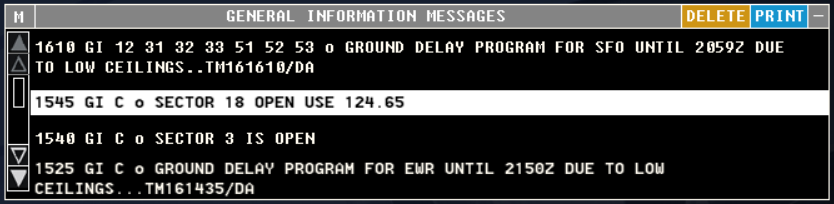 M GENERAL INFORMATION MESSAGES DELETE PRINT —
1610 GI 12 31 32 33 51 52 53 o GROUND DELAY PROGRAM FOR SFO UNTIL 2059Z DUE
TO LOW CEILINGS..TM161610/DA
1545 GI C o SECTOR 18 OPEN USE 124.65
1540 GI C o SECTOR 3 IS OPEN
1525 GI C o GROUND DELAY PROGRAM FOR EWR UNTIL 2150Z DUE TO LOW
CEILINGS...TM161435/DA